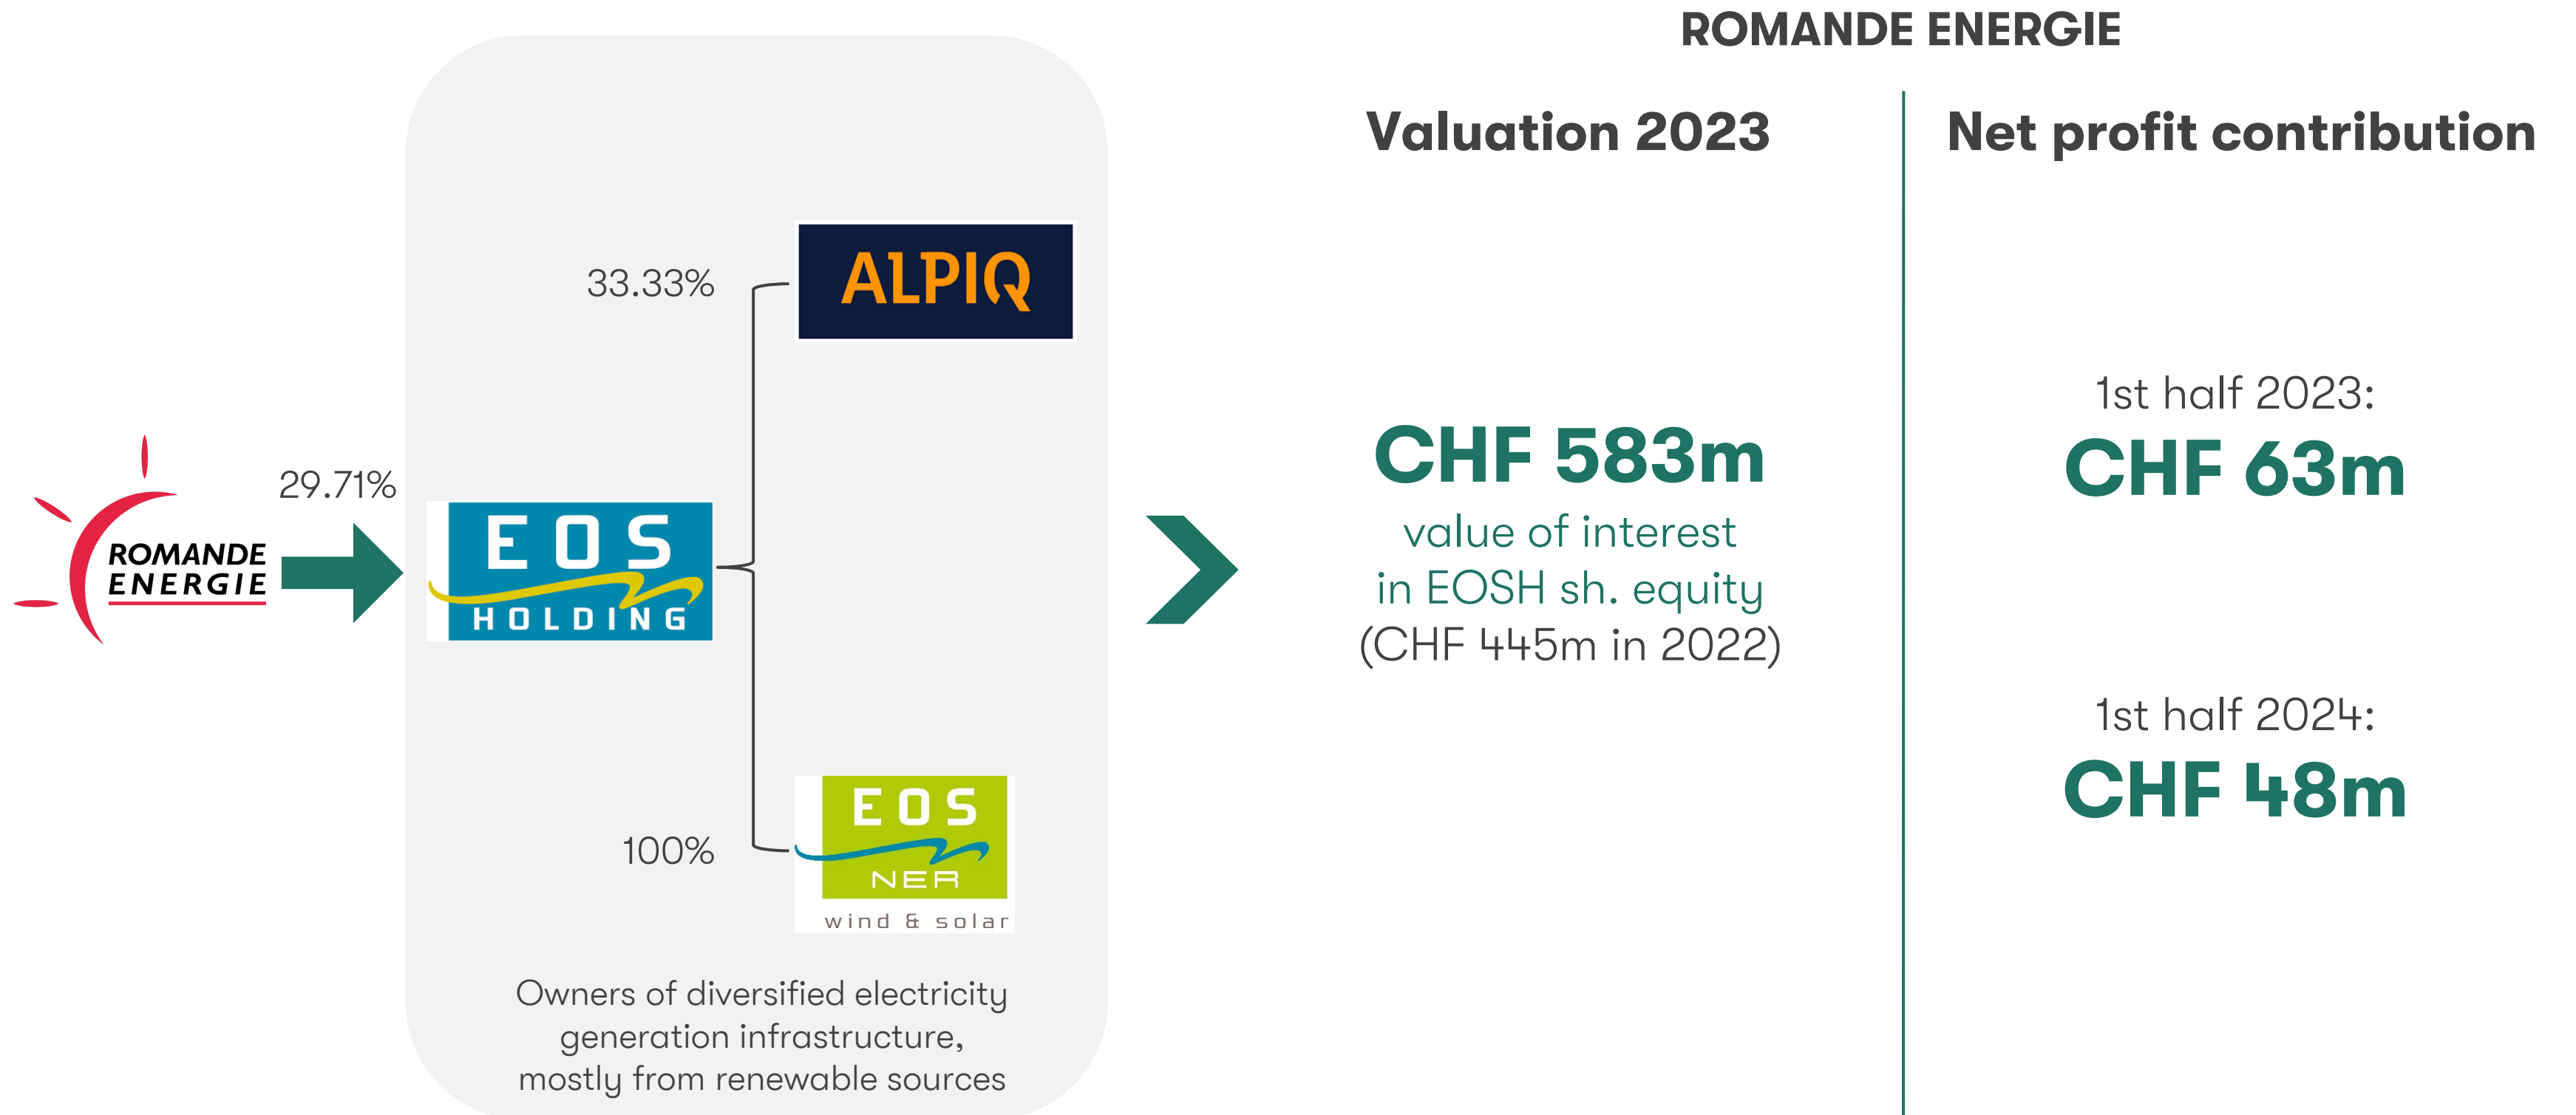 ROMANDE ENERGIE
Valuation 2023
Net profit contribution
ALPIQ
33.33%
29.71%
ROMANDE
ENERGIE
EOS
HOLDING
100%
EOS
NER
wind & solar
Owners of diversified electricity
generation infrastructure,
mostly from renewable sources
CHF 583m
value of interest
in EOSH sh. equity
(CHF 445m in 2022)
1st half 2023:
CHF 63m
1st half 2024:
CHF 48m